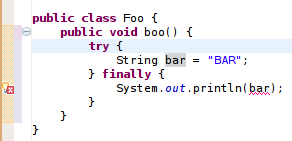 public class Foo {
    public void boo() {
        try {
            String bar = "BAR";
        } finally {
            System.out.println(bar);
        }
    }
}